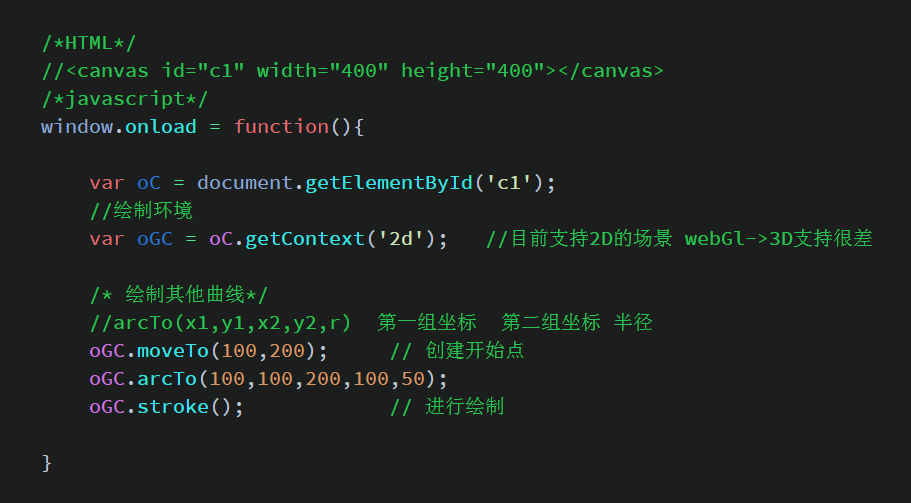 /*HTML*/
//<canvas id="c1" width="400" height="400"></canvas>
/*javascript*/
window.onload = function(){
var oC = document.getElementById('c1');
//绘制环境
var oGC = oC.getContext('2d');   //目前支持2D的场景 webGl->3D支持很差
/* 绘制其他曲线*/
//arcTo(x1,y1,x2,y2,r)  第一组坐标  第二组坐标 半径
oGC.moveTo(100,200);     // 创建开始点
oGC.arcTo(100,100,200,100,50);
oGC.stroke();            // 进行绘制
}